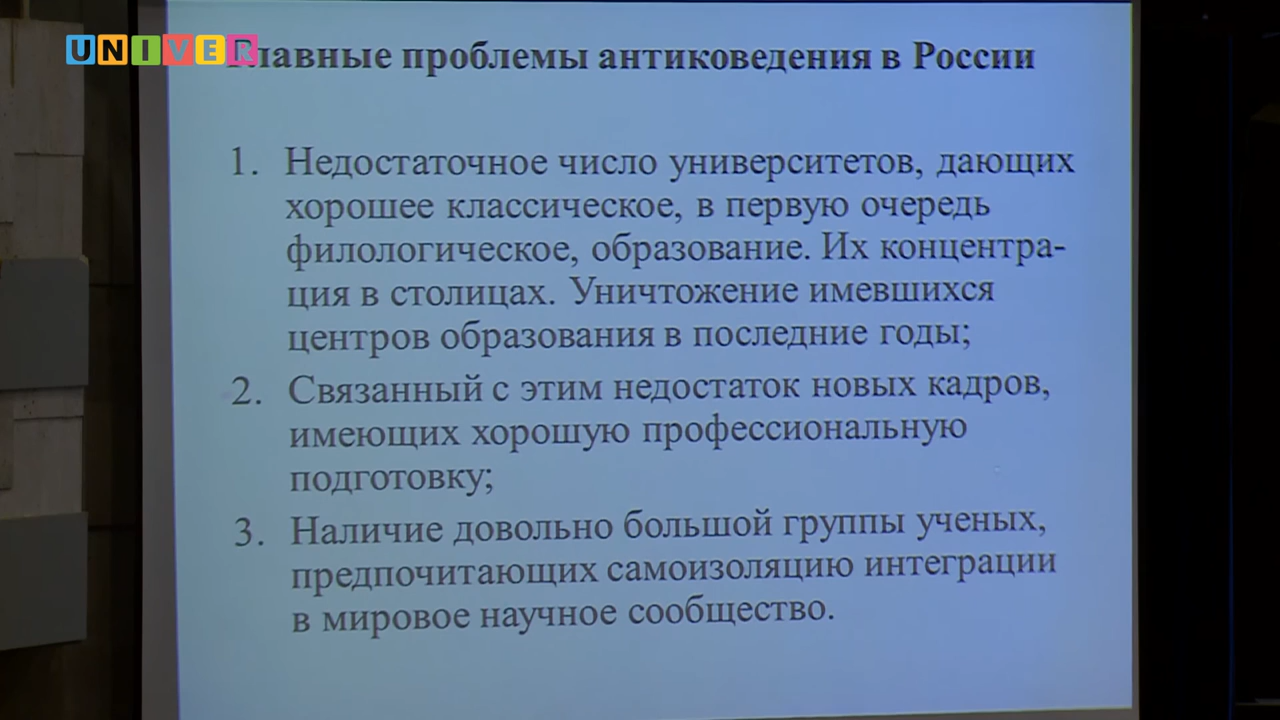 UNIVER
Главные проблемы антиковедения в России
1. Недостаточное число университетов, дающих
хорошее классическое, в первую очередь
филологическое, образование. Их концентра-
ция в столицах. Уничтожение имевшихся
центров образования в последние годы;
2. Связанный с этим недостаток новых кадров,
имеющих хорошую профессиональную
подготовку;
3. Наличие довольно большой группы ученых,
предпочитающих самоизоляцию интеграции
в мировое научное сообщество.